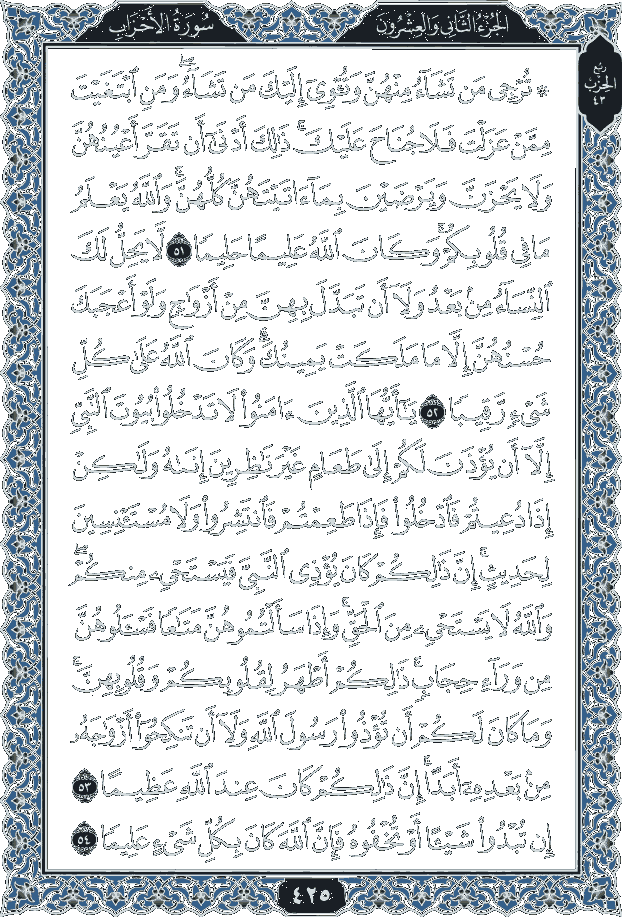 الجزء الثاني والعشرون
سورة الأحزاب
ربع
الحزب
٤٣
۞ تُرْجِى مَن تَشَآءُ مِنْهُنَّ وَتُـْٔوِىٓ إِلَيْكَ مَن تَشَآءُ ۖ وَمَنِ ٱبْتَغَيْتَ
مِمَّنْ عَزَلْتَ فَلَا جُنَاحَ عَلَيْكَ ۚ ذَٰلِكَ أَدْنَىٰٓ أَن تَقَرَّ أَعْيُنُهُنَّ
وَلَا يَحْزَنَّ وَيَرْضَيْنَ بِمَآ ءَاتَيْتَهُنَّ كُلُّهُنَّ ۚ وَٱللَّهُ يَعْلَمُ
مَا فِى قُلُوبِكُمْ ۚ وَكَانَ ٱللَّهُ عَلِيمًا حَلِيمًا ٥١ لَّا يَحِلُّ لَكَ
ٱلنِّسَآءُ مِنۢ بَعْدُ وَلَآ أَن تَبَدَّلَ بِهِنَّ مِنْ أَزْوَٰجٍ وَلَوْ أَعْجَبَكَ
حُسْنُهُنَّ إِلَّا مَا مَلَكَتْ يَمِينُكَ ۗ وَكَانَ ٱللَّهُ عَلَىٰ كُلِّ
شَىْءٍ رَّقِيبًا ٥٢ يَـٰٓأَيُّهَا ٱلَّذِينَ ءَامَنُوا۟ لَا تَدْخُلُوا۟ بُيُوتَ ٱلنَّبِىِّ
إِلَّآ أَن يُؤْذَنَ لَكُمْ إِلَىٰ طَعَامٍ غَيْرَ نَـٰظِرِينَ إِنَىٰهُ وَلَـٰكِنْ
إِذَا دُعِيتُمْ فَٱدْخُلُوا۟ فَإِذَا طَعِمْتُمْ فَٱنتَشِرُوا۟ وَلَا مُسْتَـْٔنِسِينَ
لِحَدِيثٍ ۚ إِنَّ ذَٰلِكُمْ كَانَ يُؤْذِى ٱلنَّبِىَّ فَيَسْتَحْىِۦ مِنكُمْ ۖ
وَٱللَّهُ لَا يَسْتَحْىِۦ مِنَ ٱلْحَقِّ ۚ وَإِذَا سَأَلْتُمُوهُنَّ مَتَـٰعًا فَسْـَٔلُوهُنَّ
مِن وَرَآءِ حِجَابٍ ۚ ذَٰلِكُمْ أَطْهَرُ لِقُلُوبِكُمْ وَقُلُوبِهِنَّ ۚ
وَمَا كَانَ لَكُمْ أَن تُؤْذُوا۟ رَسُولَ ٱللَّهِ وَلَآ أَن تَنكِحُوٓا۟ أَزْوَٰجَهُۥ
مِنۢ بَعْدِهِۦٓ أَبَدًا ۚ إِنَّ ذَٰلِكُمْ كَانَ عِندَ ٱللَّهِ عَظِيمًا ٥٣
إِن تُبْدُوا۟ شَيْـًٔا أَوْ تُخْفُوهُ فَإِنَّ ٱللَّهَ كَانَ بِكُلِّ شَىْءٍ عَلِيمًا ٥٤
٤٢٥